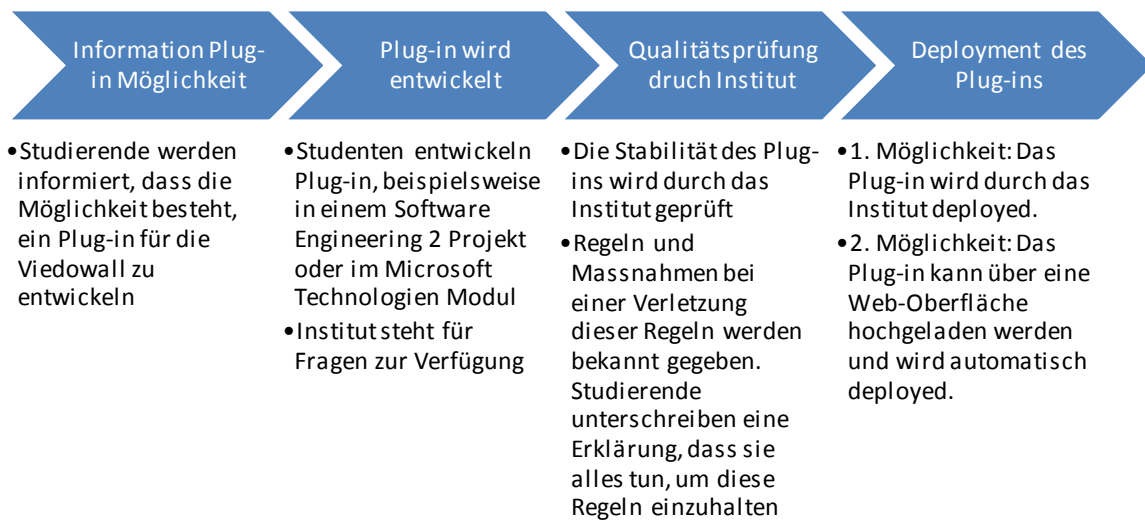 Information Plug-
in Möglichkeit
Plug-in wird
entwickelt
Qualitätsprüfung
druch Institut
Deployment des
Plug-ins
•Studierende werden
informiert, dass die
Möglichkeit besteht,
ein Plug-in für die
Viedowall zu
entwickeln
•Studenten entwickeln
Plug-in, beispielsweise
in einem Software
Engineering 2 Projekt
oder im Microsoft
Technologien Modul
•Institut steht für
Fragen zur Verfügung
•Die Stabilität des Plug-
ins wird durch das
Institut geprüft
•Regeln und
Massnahmen bei
einer Verletzung
dieser Regeln werden
bekannt gegeben.
Studierende
unterschreiben eine
Erklärung, dass sie
alles tun, um diese
Regeln einzuhalten
•1. Möglichkeit: Das
Plug-in wird durch das
Institut deployed.
•2. Möglichkeit: Das
Plug-in kann über eine
Web-Oberfläche
hochgeladen werden
und wird automatisch
deployed.